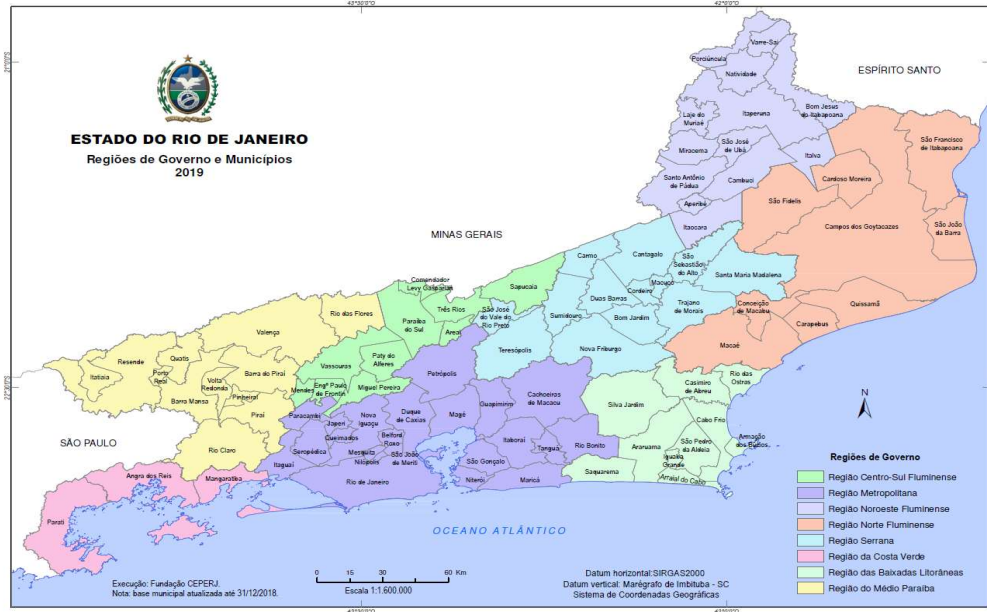 43°30'0"O
42°0'0"O
21°0'0"S
ESTADO DO RIO DE JANEIRO
Regiões de Governo e Municípios
2019
ESPÍRITO SANTO
MINAS GERAIS
SÃO PAULO
OCEANO ATLÂNTICO
Varre-Sai
Porciúncula
Natividade
Bom Jesus
do Itabapoana
Laje do
Muriaé
Itaperuna
São Francisco
de Itabapoana
Miracema
São José
de Ubá
Italva
Santo Antônio
de Pádua
Cambuci
Cardoso Moreira
Aperibé
São Fidelis
Itaocara
Campos dos Goytacazes
São João
da Barra
Carmo
Cantagalo
São
Sebastião
do Alto
Santa Maria Madalena
Macuco
Cordeiro
Duas Barras
Trajano
de Morais
Conceição
de Macabu
Quissamã
Carapebus
Sumidouro
Bom Jardim
Macaé
Nova Friburgo
Teresópolis
São José
do Vale do
Rio Preto
Sapucaia
Comendador
Levy Gasparian
Três Rios
Paraíba
do Sul
Areal
Rio das Flores
Valença
Paty do
Alferes
Vassouras
Miguel Pereira
Engº Paulo
de Frontin
Mendes
Petrópolis
Resende
Itatiaia
Quatis
Porto
Real
Volta
Redonda
Barra do Piraí
Barra Mansa
Pinheiral
Piraí
Rio Claro
Paracambi
Japeri
Nova
Iguaçu
Duque
de Caxias
Magé
Guapimirim
Cachoeiras
de Macacu
Queimados
Belford
Roxo
Seropédica
Mesquita
Nilópolis
São João
de Meriti
Itaguaí
Rio de Janeiro
Itaboraí
Tanguá
Rio Bonito
São Gonçalo
Niterói
Maricá
Silva Jardim
Casimiro
de Abreu
Rio das
Ostras
Cabo Frio
Araruama
São Pedro
da Aldeia
Iguaba
Grande
Armação
dos Búzios
Saquarema
Arraial do Cabo
Angra dos Reis
Mangaratiba
Parati
N
Regiões de Governo
Região Centro-Sul Fluminense
Região Metropolitana
Região Noroeste Fluminense
Região Norte Fluminense
Região Serrana
Região da Costa Verde
Região das Baixadas Litorâneas
Região do Médio Paraíba
Execução: Fundação CEPERJ.
Nota: base municipal atualizada até 31/12/2018.
0 15 30 60 Km
Escala 1:1.600.000
Datum horizontal:SIRGAS2000
Datum vertical: Marégrafo de Imbituba - SC
Sistema de Coordenadas Geográficas